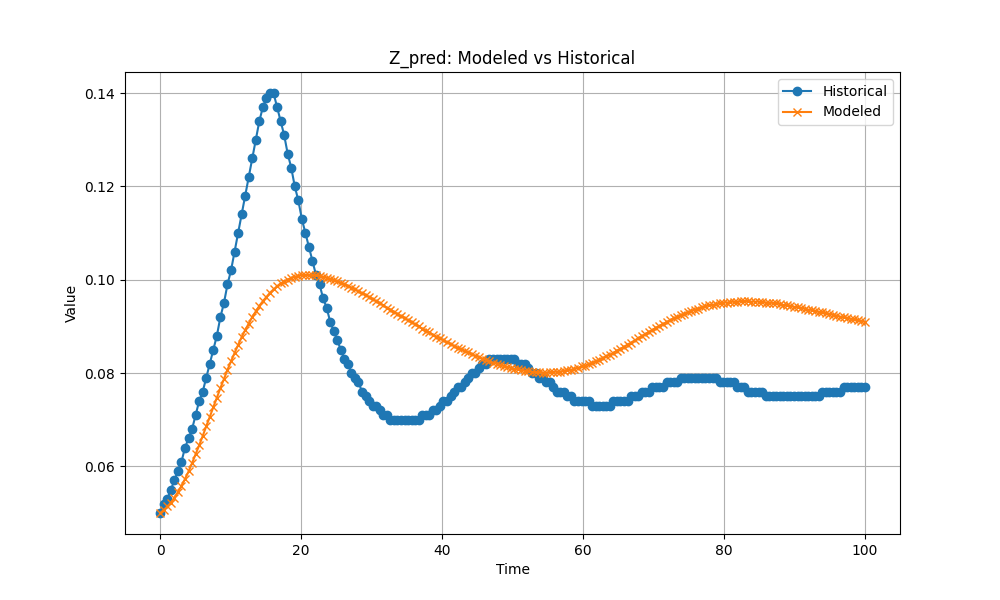 Z_pred: Modeled vs Historical
Historical
Modeled
Value
0.14
0.12
0.10
0.08
0.06
0 20 40 60 80 100
Time